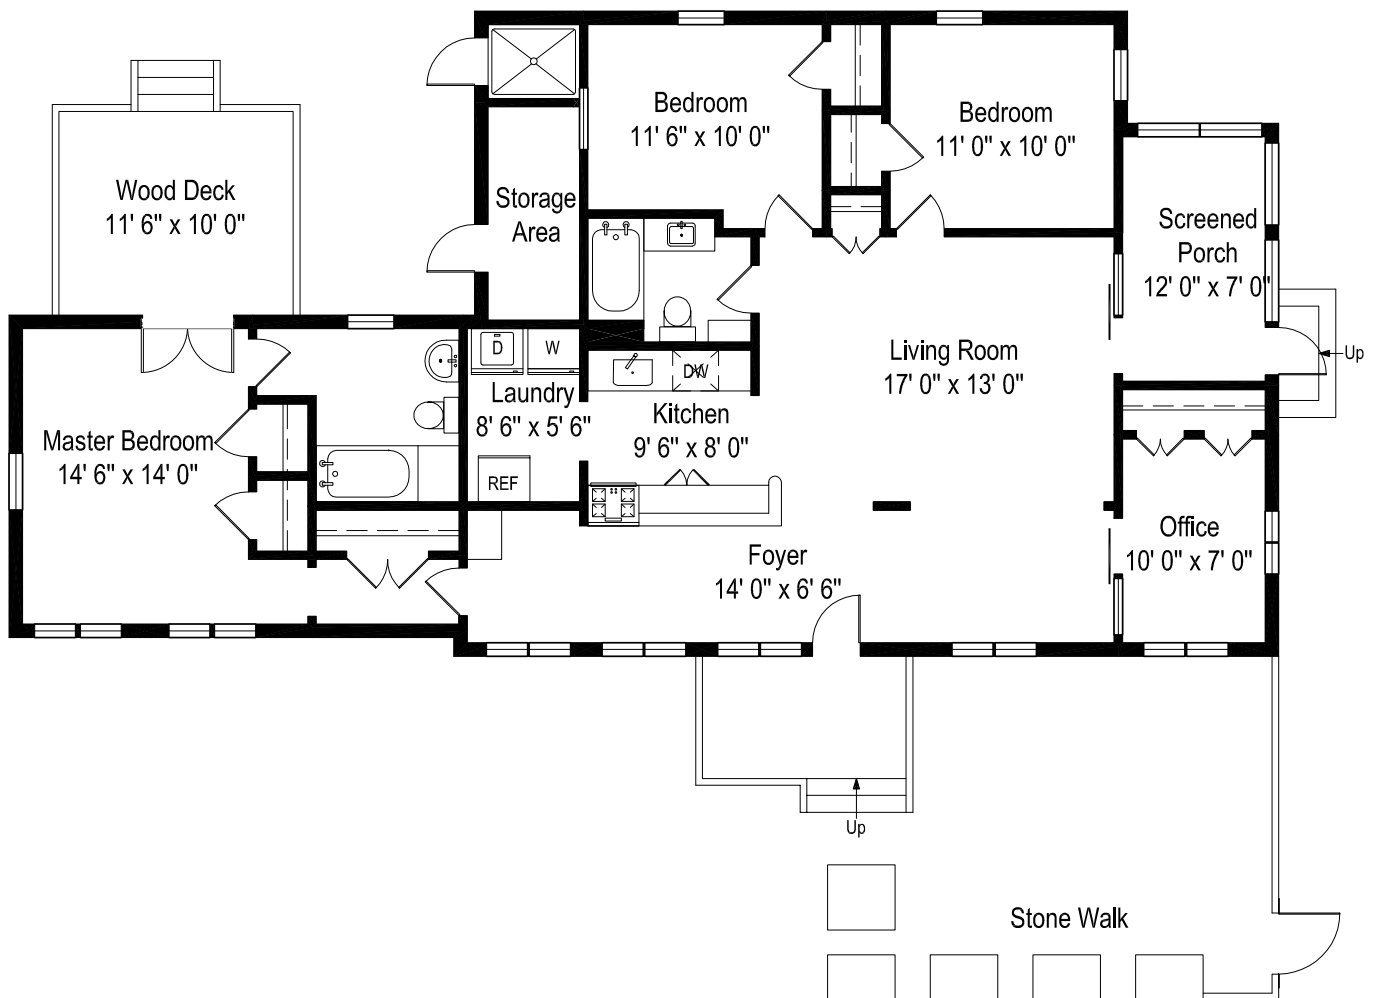 Bedroom
11' 6" x 10' 0"
Bedroom
11' 0" x 10' 0"
Wood Deck
11' 6" x 10' 0"
Storage
Area
Screened
Porch
12' 0" x 7' 0"
Up
Living Room
17' 0" x 13' 0"
D
W
Laundry
8' 6" x 5' 6"
REF
DW
Kitchen
9' 6" x 8' 0"
Master Bedroom
14' 6" x 14' 0"
Office
10' 0" x 7' 0"
Foyer
14' 0" x 6' 6"
Up
Stone Walk